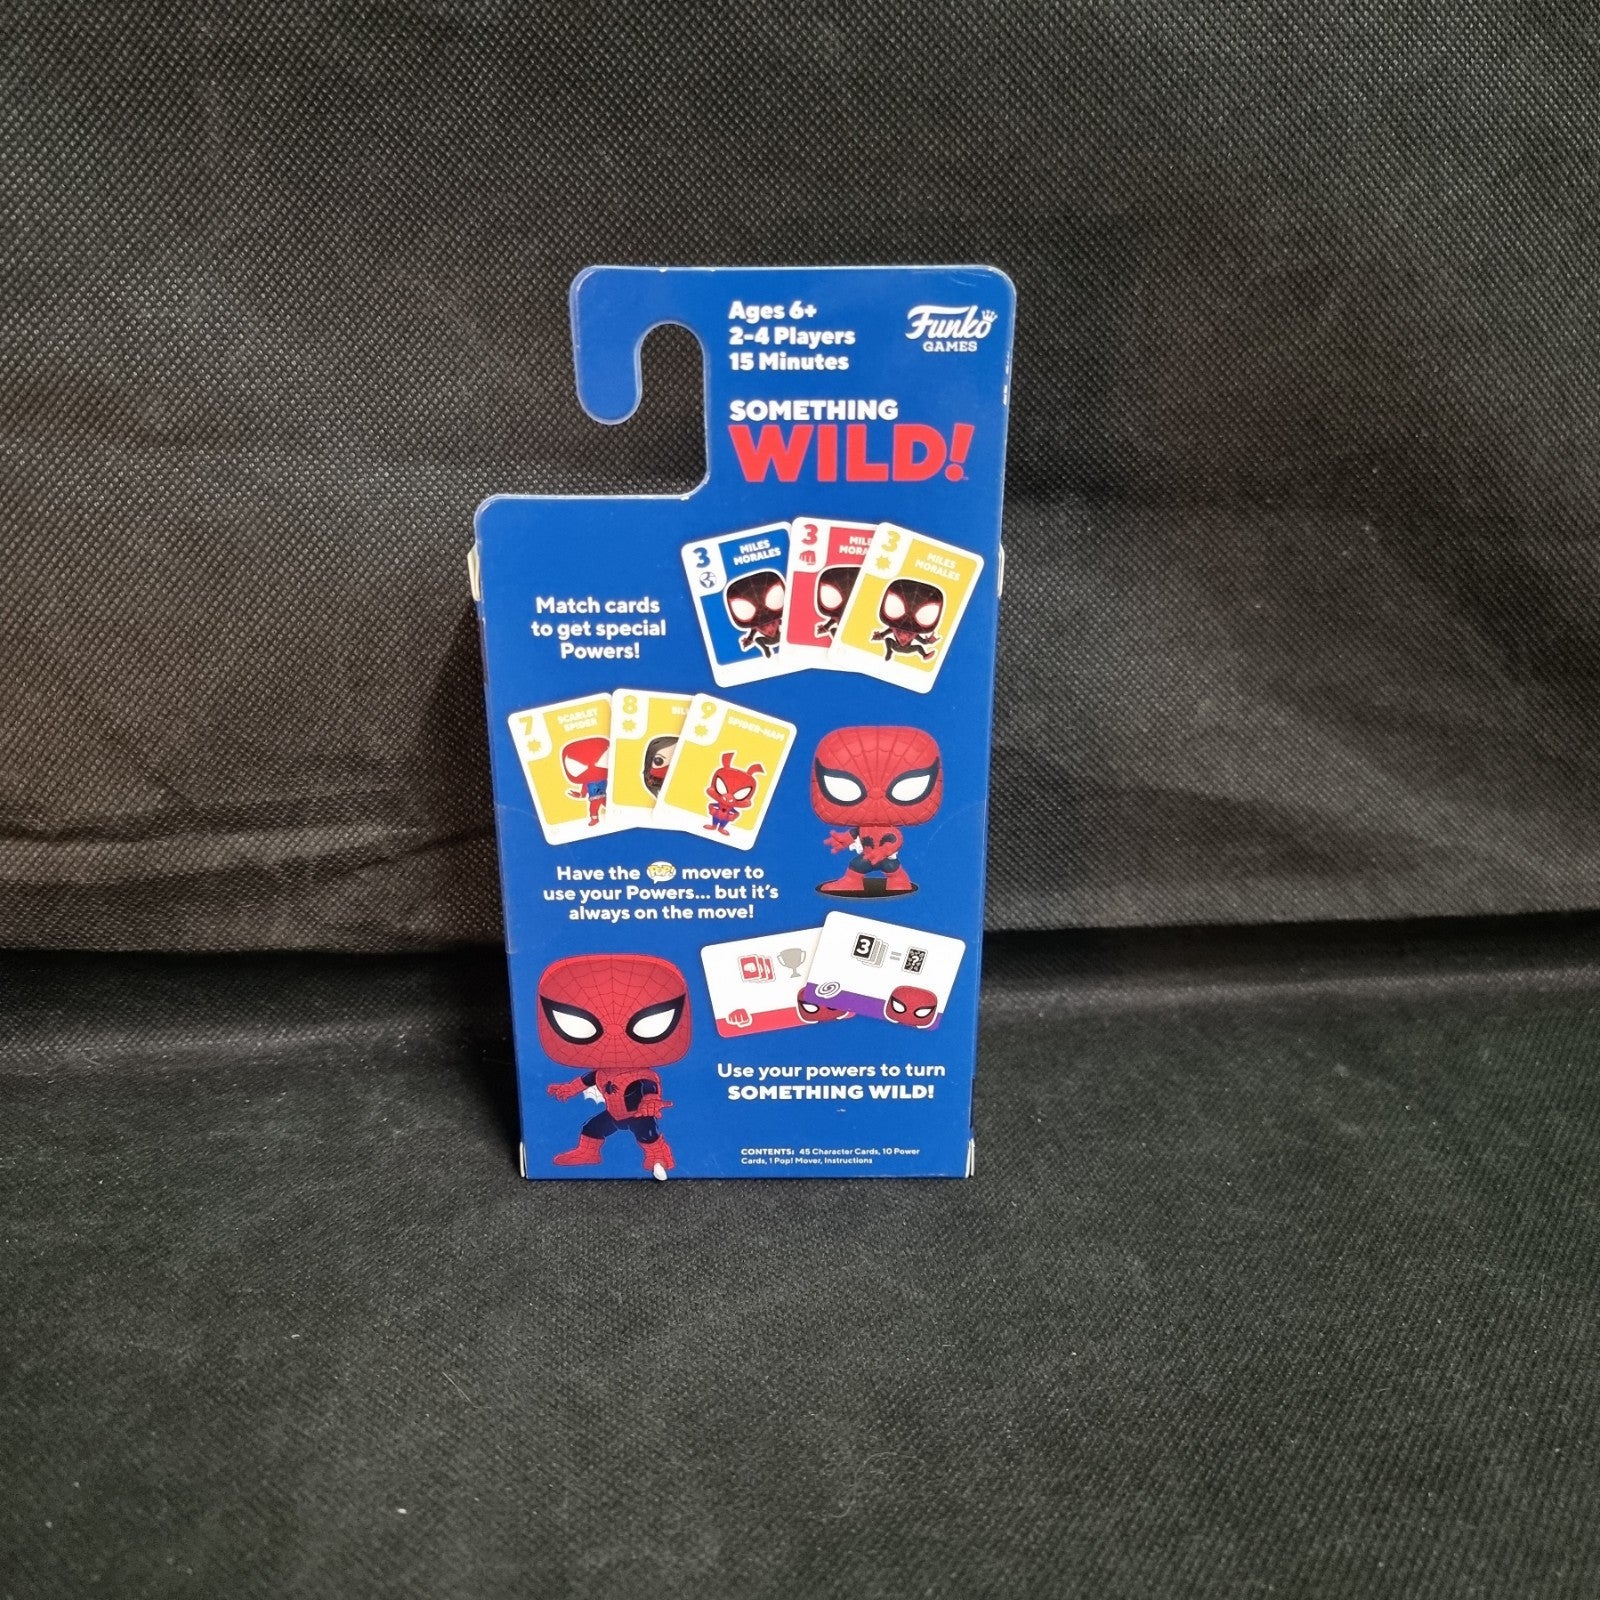 Ages 6+
2-4 Players
15 Minutes
Funko
GAMES
SOMETHING
WILD!
3
MILES
MORALES
3
3
MILES
MORALES
Match cards
to get special
Powers!
7
SCARLET
SPIDER
8
9
SPIDER-HAM
Have the POP! mover to
use your Powers... but it's
always on the move!
3
=
Use your powers to turn
SOMETHING WILD!
CONTENTS: 45 Character Cards, 10 Power
Cards, 1 Pop! Mover, Instructions